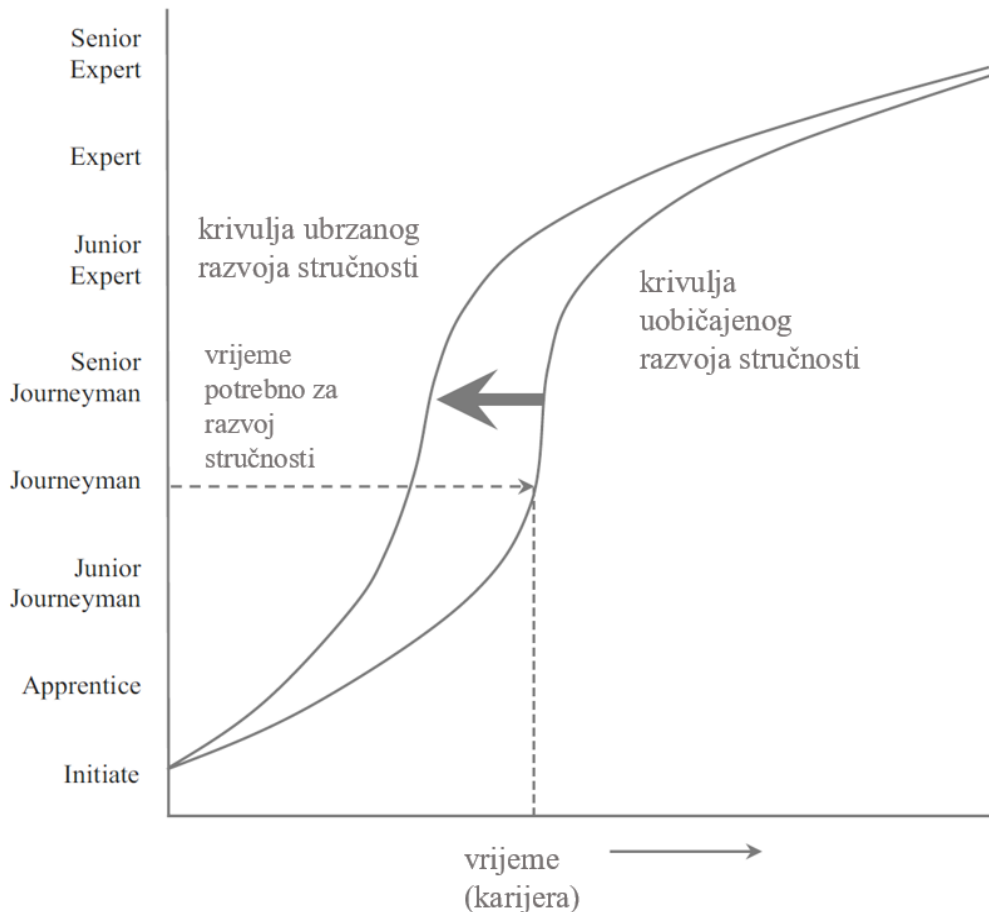 Senior
Expert
Expert
Junior
Expert
Senior
Journeyman
Journeyman
Junior
Journeyman
Apprentice
Initiate
krivulja ubrzanog
razvoja stručnosti
krivulja
uobičajenog
razvoja stručnosti
vrijeme
potrebno za
razvoj
stručnosti
vrijeme
(karijera)